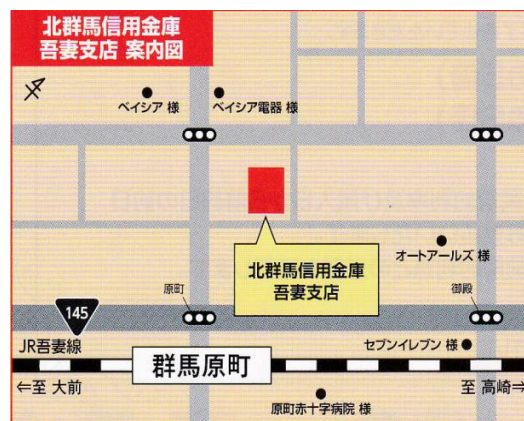 北群馬信用金庫
吾妻支店 案内図
ベイシア 様
ベイシア電器 様
オートアールズ 様
北群馬信用金庫
吾妻支店
原町
御殿
145
JR吾妻線
セブンイレブン 様
群馬原町
←至 大前
至 高崎→
原町赤十字病院 様